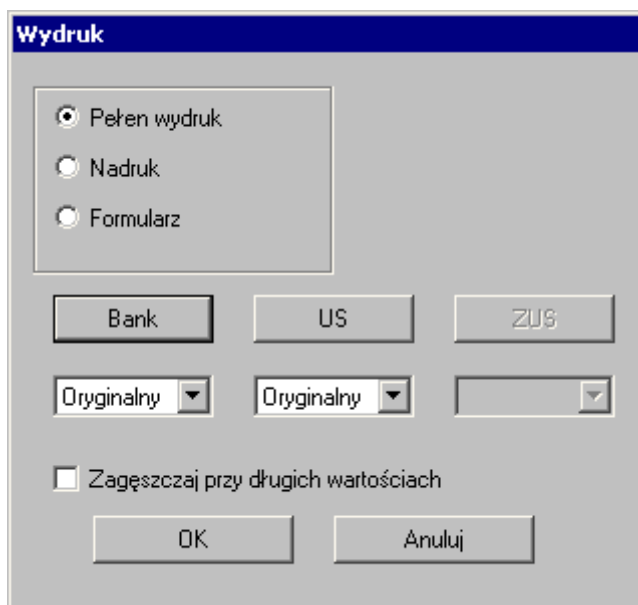 Wydruk
Pełen wydruk
Nadruk
Formularz
Bank US ZUS
Oryginalny Oryginalny
Zagęszczaj przy długich wartościach
OK Anuluj